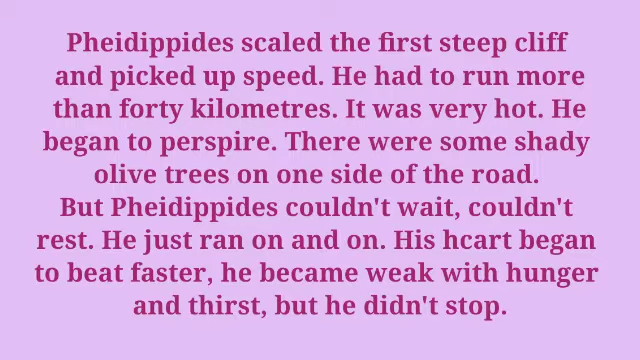 Pheidippides scaled the first steep cliff
and picked up speed. He had to run more
than forty kilometres. It was very hot. He
began to perspire. There were some shady
olive trees on one side of the road.
But Pheidippides couldn't wait, couldn't
rest. He just ran on and on. His hcart began
to beat faster, he became weak with hunger
and thirst, but he didn't stop.